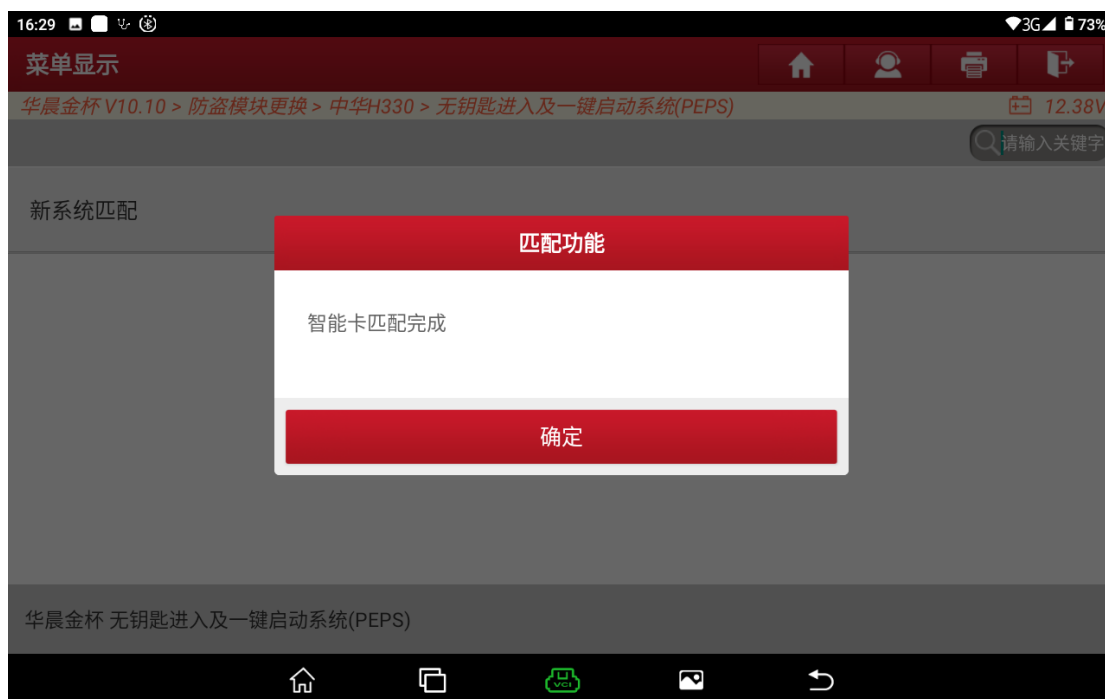 16:29
3G 73%
菜单显示
华晨金杯 V10.10 > 防盗模块更换 > 中华H330 > 无钥匙进入及一键启动系统(PEPS)
12.38V
请输入关键字
新系统匹配
匹配功能
智能卡匹配完成
确定
华晨金杯 无钥匙进入及一键启动系统(PEPS)
VCI